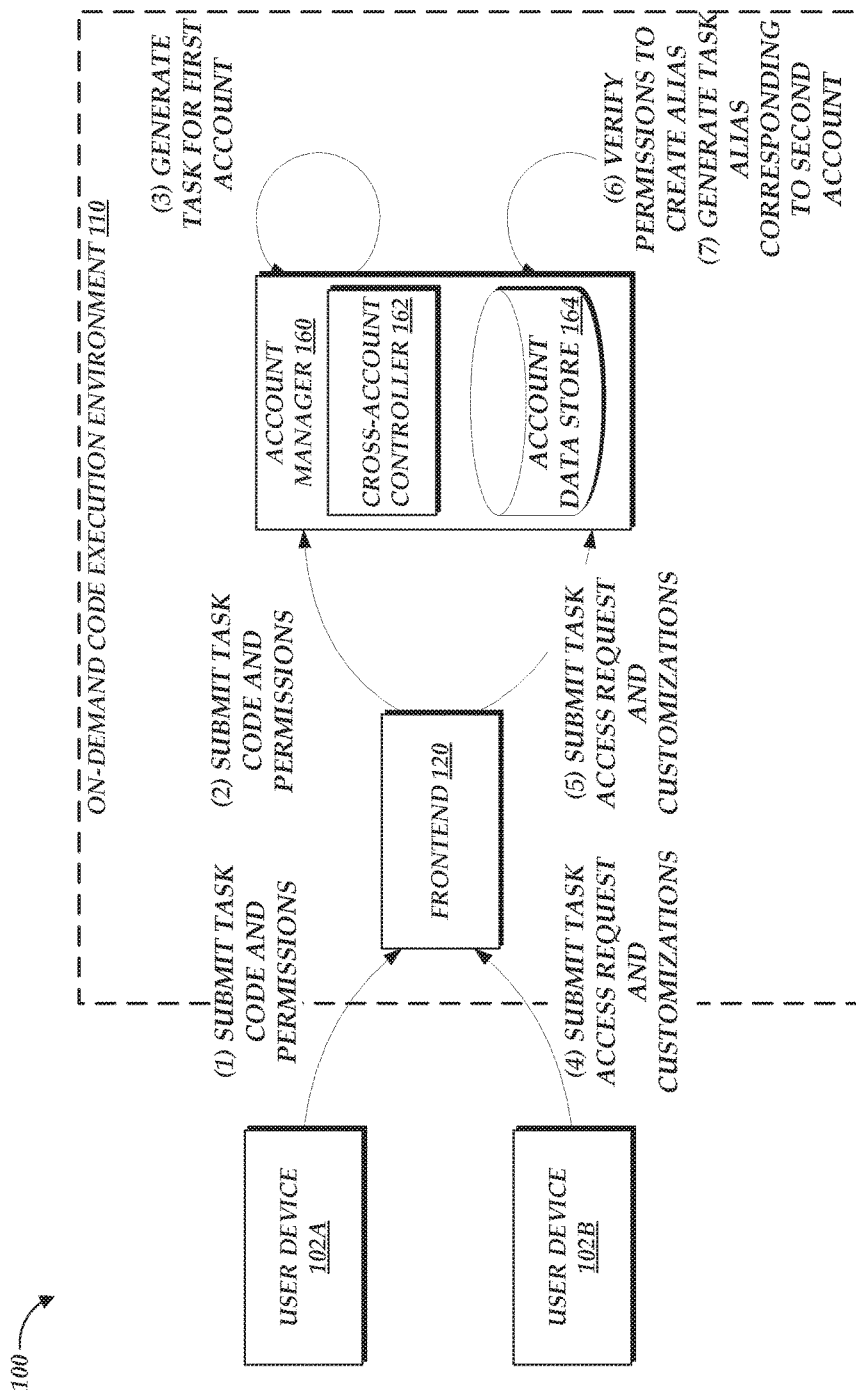 100
ON-DEMAND CODE EXECUTION ENVIRONMENT 110
USER DEVICE
102A
(1) SUBMIT TASK
CODE AND
PERMISSIONS
(2) SUBMIT TASK
CODE AND
PERMISSIONS
(3) GENERATE
TASK FOR FIRST
ACCOUNT
FRONTEND 120
ACCOUNT
MANAGER 160
CROSS-ACCOUNT
CONTROLLER 162
ACCOUNT
DATA STORE 164
USER DEVICE
102B
(4) SUBMIT TASK
ACCESS REQUEST
AND
CUSTOMIZATIONS
(5) SUBMIT TASK
ACCESS REQUEST
AND
CUSTOMIZATIONS
(6) VERIFY
PERMISSIONS TO
CREATE ALIAS
(7) GENERATE TASK
ALIAS
CORRESPONDING
TO SECOND
ACCOUNT